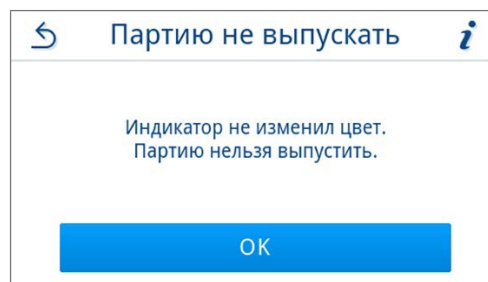 Партию не выпускать i
Индикатор не изменил цвет.
Партию нельзя выпустить.
OK